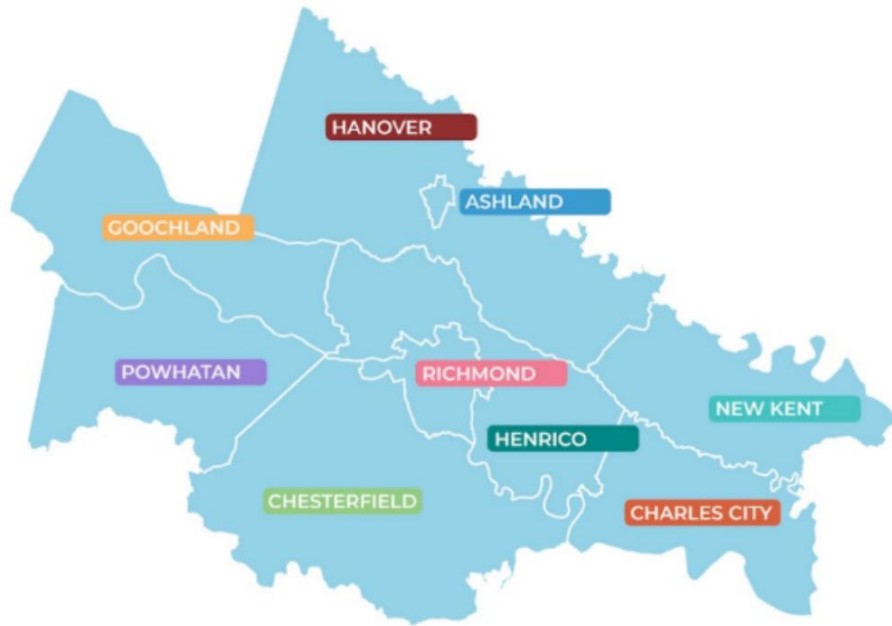 HANOVER
ASHLAND
GOOCHLAND
POWHATAN
RICHMOND
NEW KENT
HENRICO
CHESTERFIELD
CHARLES CITY